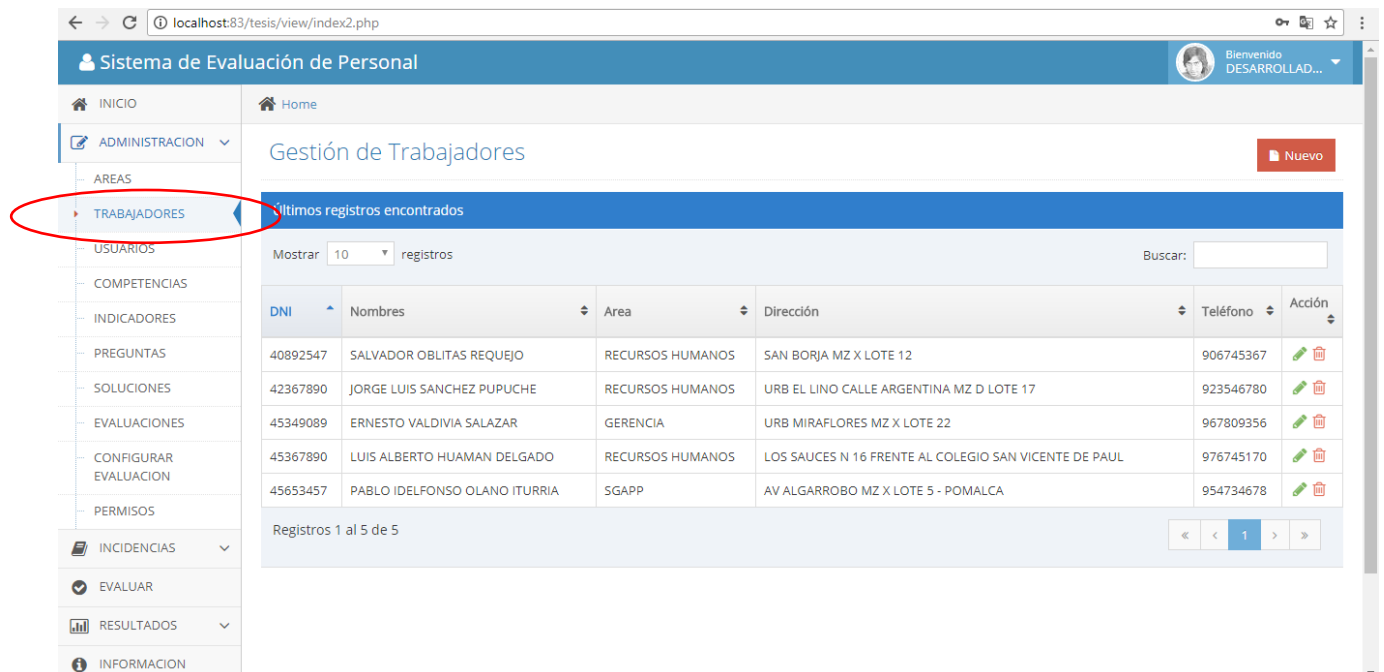 localhost:83/tesis/view/index2.php
Sistema de Evaluación de Personal
Bienvenido
DESARROLLAD...
INICIO
ADMINISTRACION
AREAS
TRABAJADORES
USUARIOS
COMPETENCIAS
INDICADORES
PREGUNTAS
SOLUCIONES
EVALUACIONES
CONFIGURAR
EVALUACION
PERMISOS
INCIDENCIAS
EVALUAR
RESULTADOS
INFORMACION
Home
Gestión de Trabajadores
Nuevo
Últimos registros encontrados
Mostrar 10 registros
Buscar:
DNI Nombres Area Dirección Teléfono Acción
40892547 SALVADOR OBLITAS REQUEJO RECURSOS HUMANOS SAN BORJA MZ X LOTE 12 906745367
42367890 JORGE LUIS SANCHEZ PUPUCHE RECURSOS HUMANOS URB EL LINO CALLE ARGENTINA MZ D LOTE 17 923546780
45349089 ERNESTO VALDIVIA SALAZAR GERENCIA URB MIRAFLORES MZ X LOTE 22 967809356
45367890 LUIS ALBERTO HUAMAN DELGADO RECURSOS HUMANOS LOS SAUCES N 16 FRENTE AL COLEGIO SAN VICENTE DE PAUL 976745170
45653457 PABLO IDELFONSO OLANO ITURRIA SGAPP AV ALGARROBO MZ X LOTE 5 - POMALCA 954734678
Registros 1 al 5 de 5
« < 1 > »